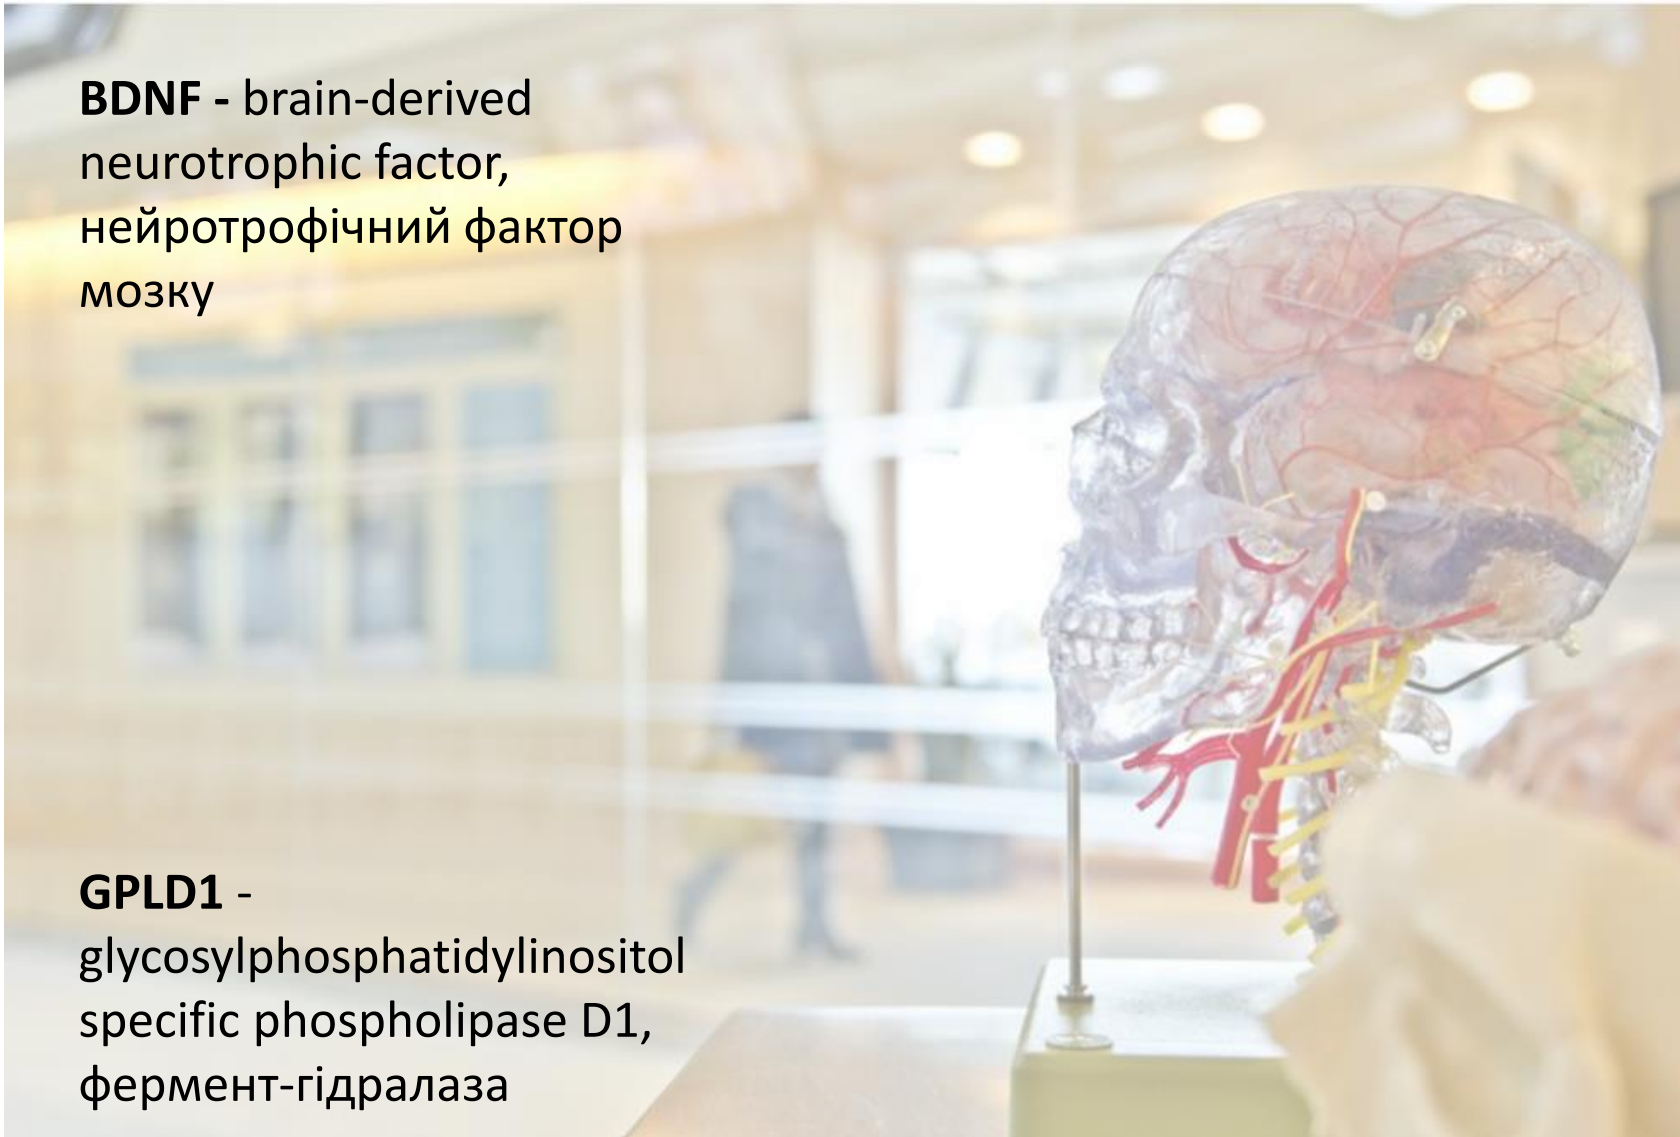 BDNF - brain-derived
neurotrophic factor,
нейротрофічний фактор
мозку
GPLD1 -
glycosylphosphatidylinositol
specific phospholipase D1,
фермент-гідралаза